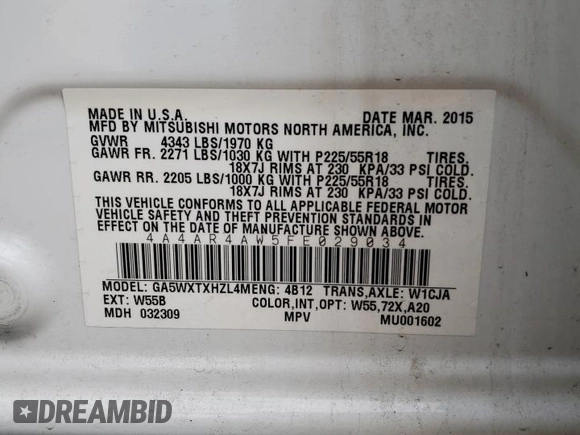 MADE IN U.S.A. DATE MAR. 2015
MFD BY MITSUBISHI MOTORS NORTH AMERICA, INC.
GVWR 4343 LBS/1970 KG
GAWR FR. 2271 LBS/1030 KG WITH P225/55R18 TIRES.
18X7J RIMS AT 230 KPA/33 PSI COLD.
GAWR RR. 2205 LBS/1000 KG WITH P225/55R18 TIRES.
18X7J RIMS AT 230 KPA/33 PSI COLD.
THIS VEHICLE CONFORMS TO ALL APPLICABLE FEDERAL MOTOR
VEHICLE SAFETY AND THEFT PREVENTION STANDARDS IN
EFFECT ON THE DATE OF MANUFACTURE SHOWN ABOVE.
4A4AR4AW5FE029034
MODEL: GA5WXTXHZL4MENG: 4B12 TRANS,AXLE: W1CJA
EXT: W55B COLOR,INT,OPT: W55,72X,A20
MDH 032309 MPV MU001602
DREAMBID